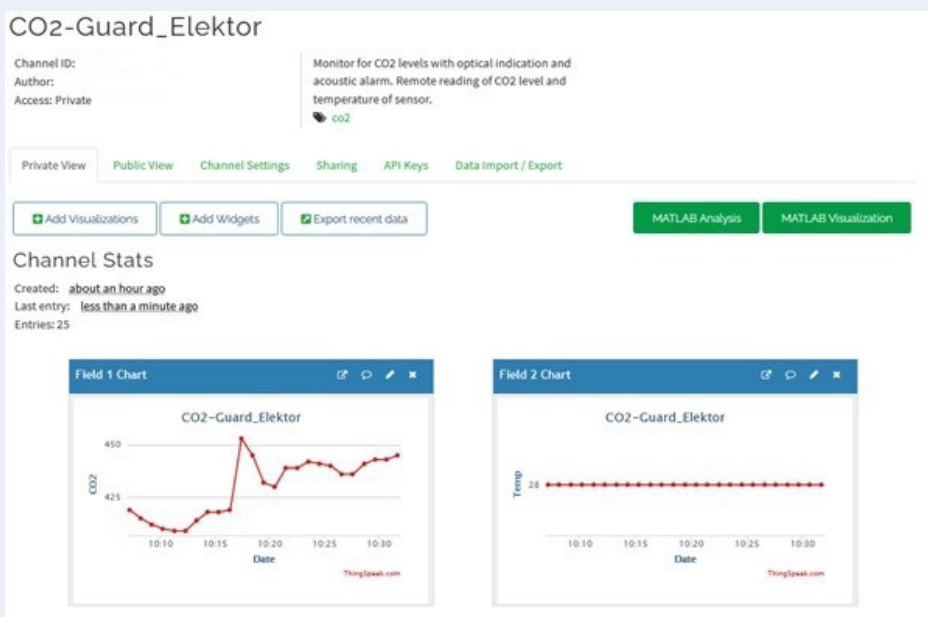 CO2-Guard_Elektor
Channel ID:
Author:
Access: Private
Monitor for CO2 levels with optical indication and
acoustic alarm. Remote reading of CO2 level and
temperature of sensor.
co2
Private View Public View Channel Settings Sharing API Keys Data Import / Export
Add Visualizations Add Widgets Export recent data MATLAB Analysis MATLAB Visualization
Channel Stats
Created: about an hour ago
Last entry: less than a minute ago
Entries: 25
Field 1 Chart
CO2-Guard_Elektor
CO2
450
425
10:10 10:15 10:20 10:25 10:30
Date
ThingSpeak.com
Field 2 Chart
CO2-Guard_Elektor
Temp
28
10:10 10:15 10:20 10:25 10:30
Date
ThingSpeak.com